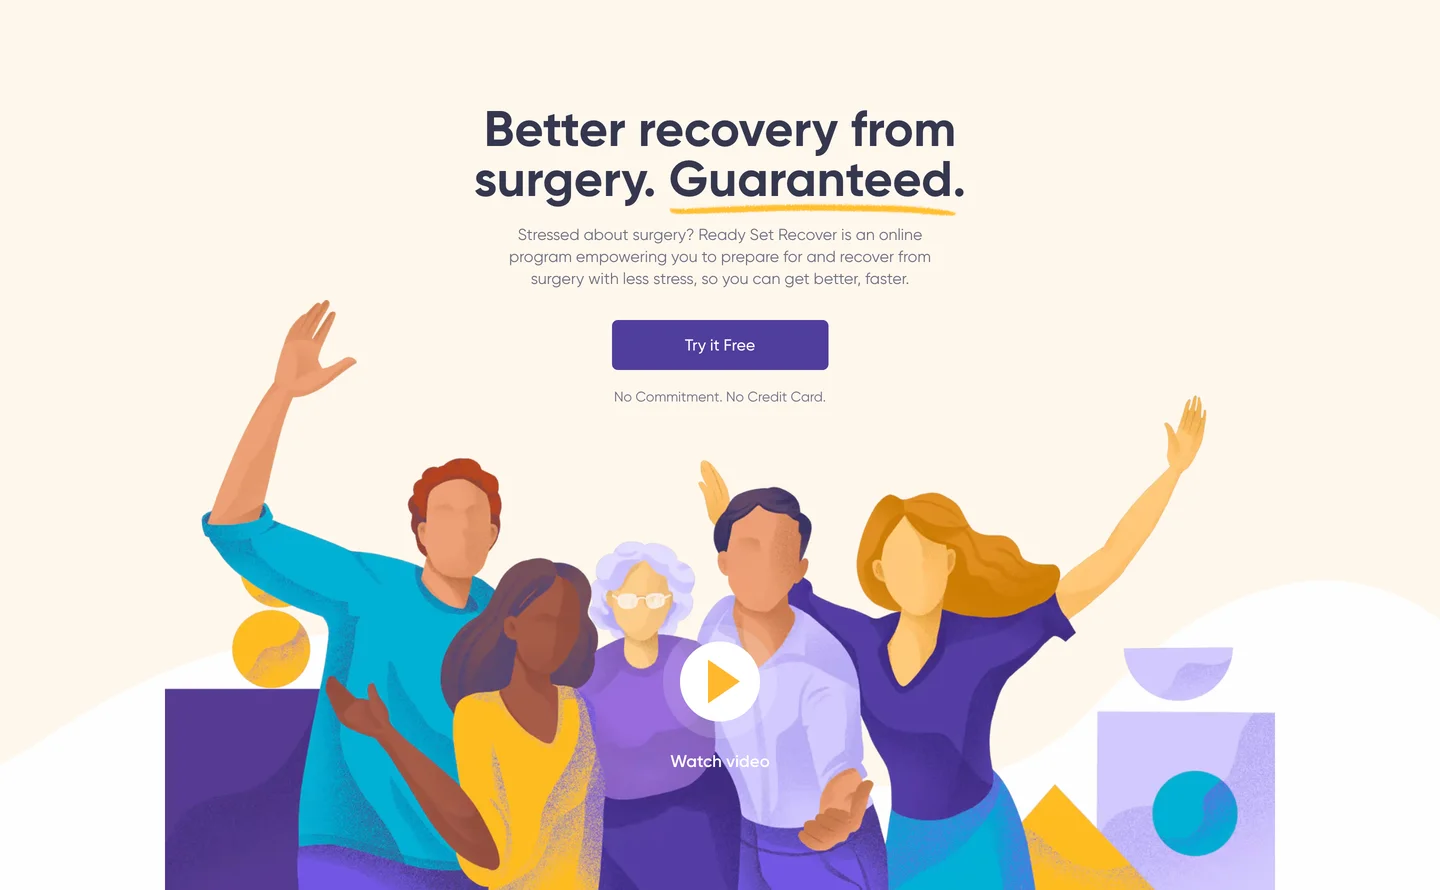 Better recovery from
surgery. Guaranteed.
Stressed about surgery? Ready Set Recover is an online
program empowering you to prepare for and recover from
surgery with less stress, so you can get better, faster.
Try it Free
No Commitment. No Credit Card.
Watch video